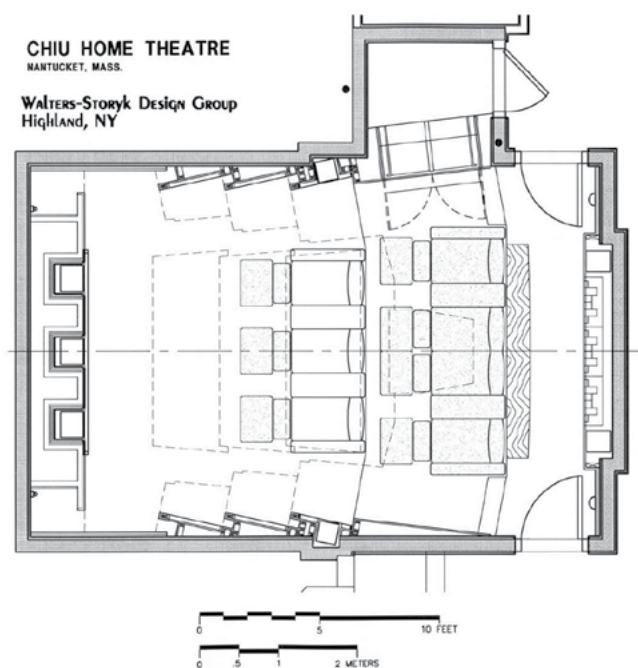 CHIU HOME THEATRE
NANTUCKET, MASS.
Walters-Storyk Design Group
Highland, NY
0 5 10 FEET
0 .5 1 2 METERS